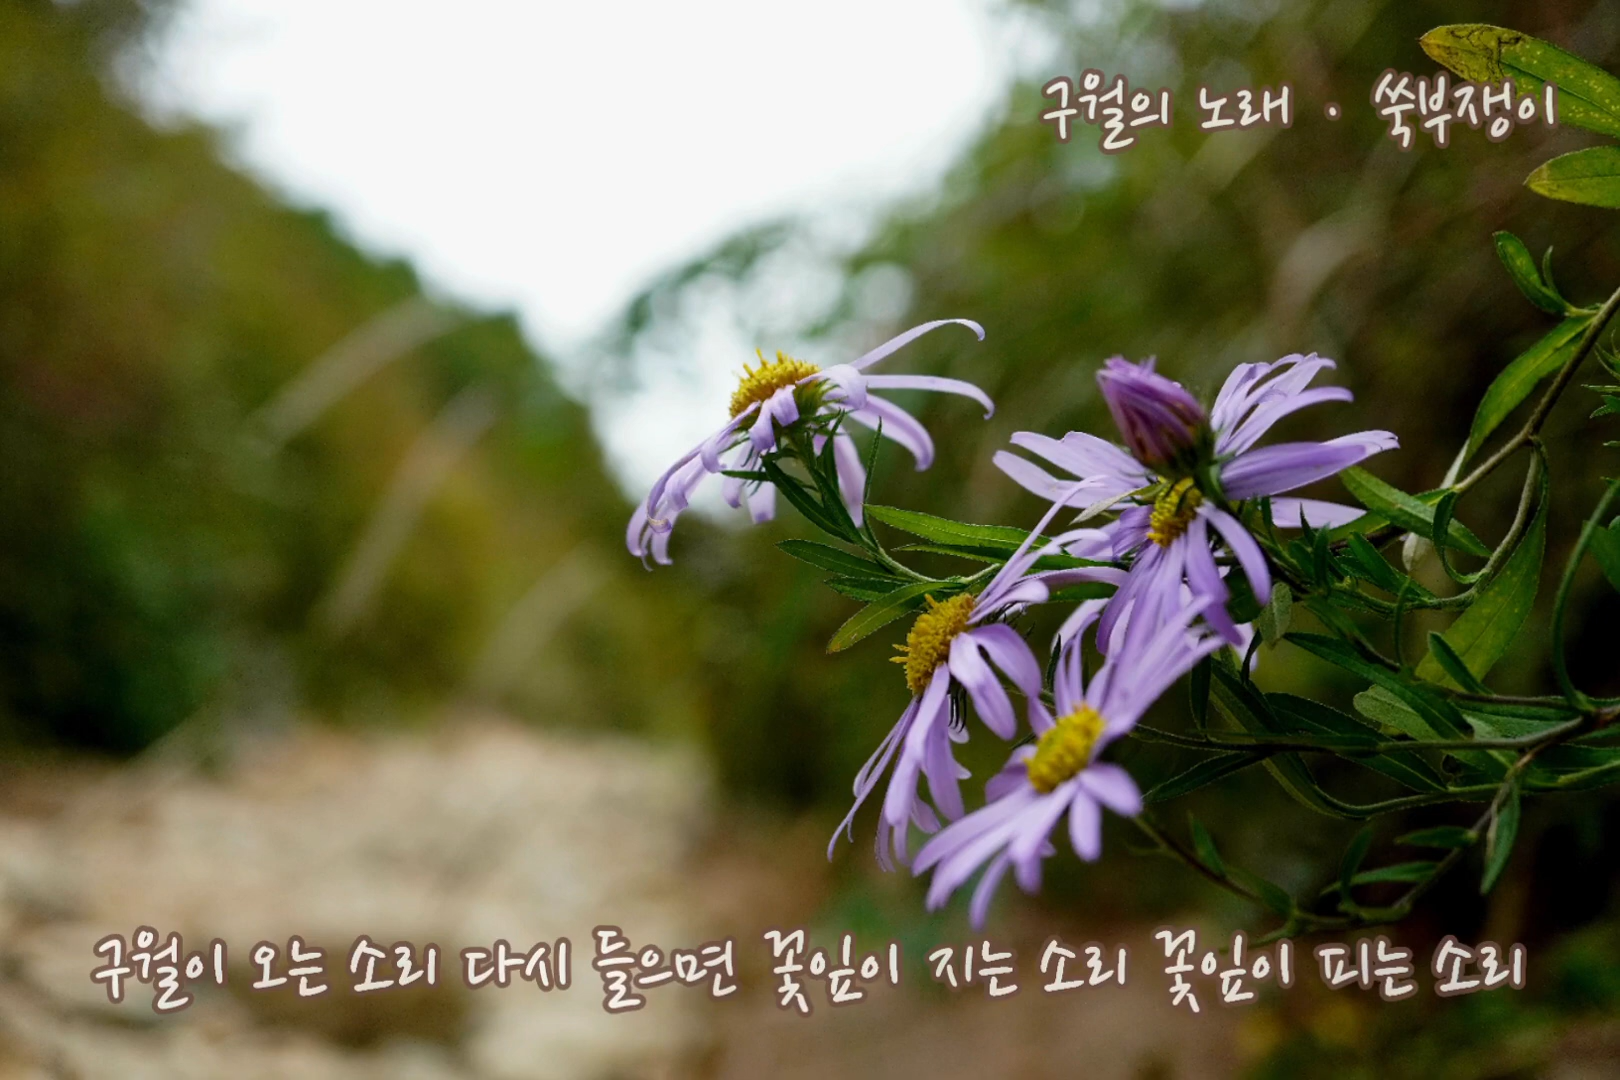 구월의 노래 · 쑥부쟁이
구월이 오는 소리 다시 들으면 꽃잎이 지는 소리 꽃잎이 피는 소리